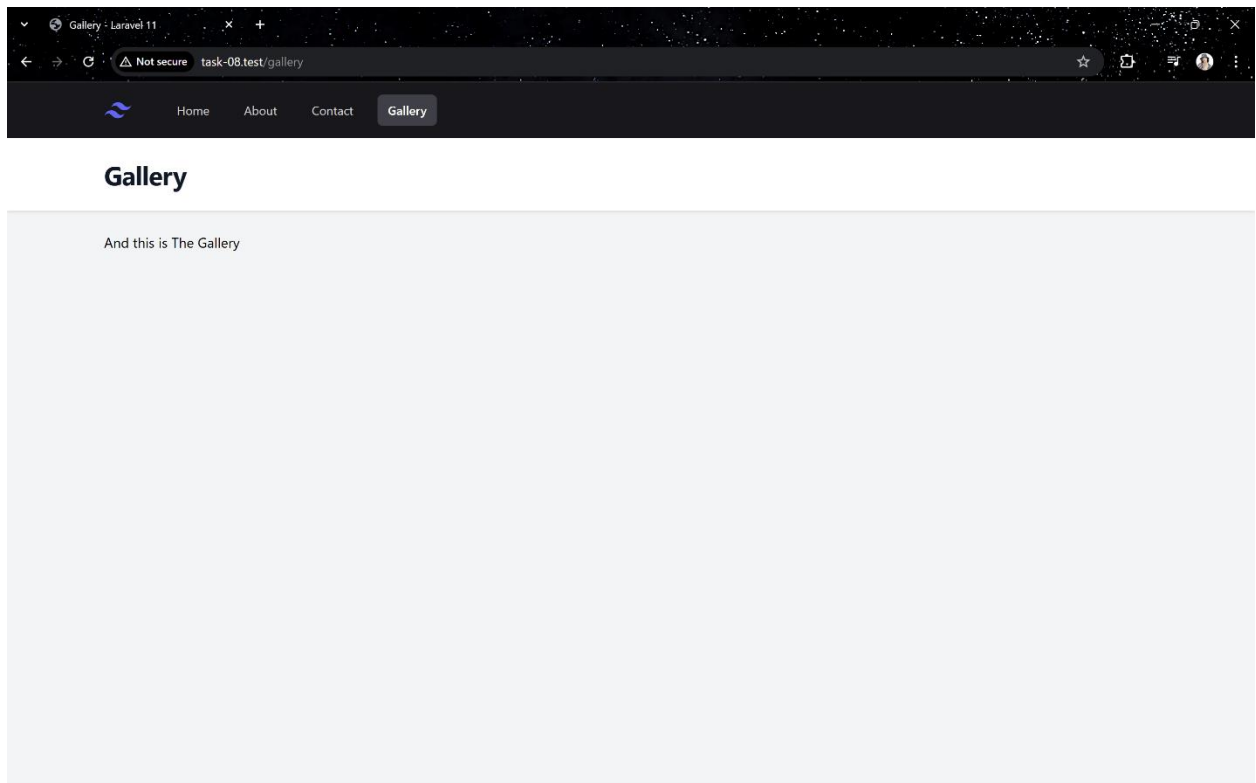 Gallery - Laravel 11
Not secure task-08.test/gallery
Home About Contact Gallery
Gallery
And this is The Gallery